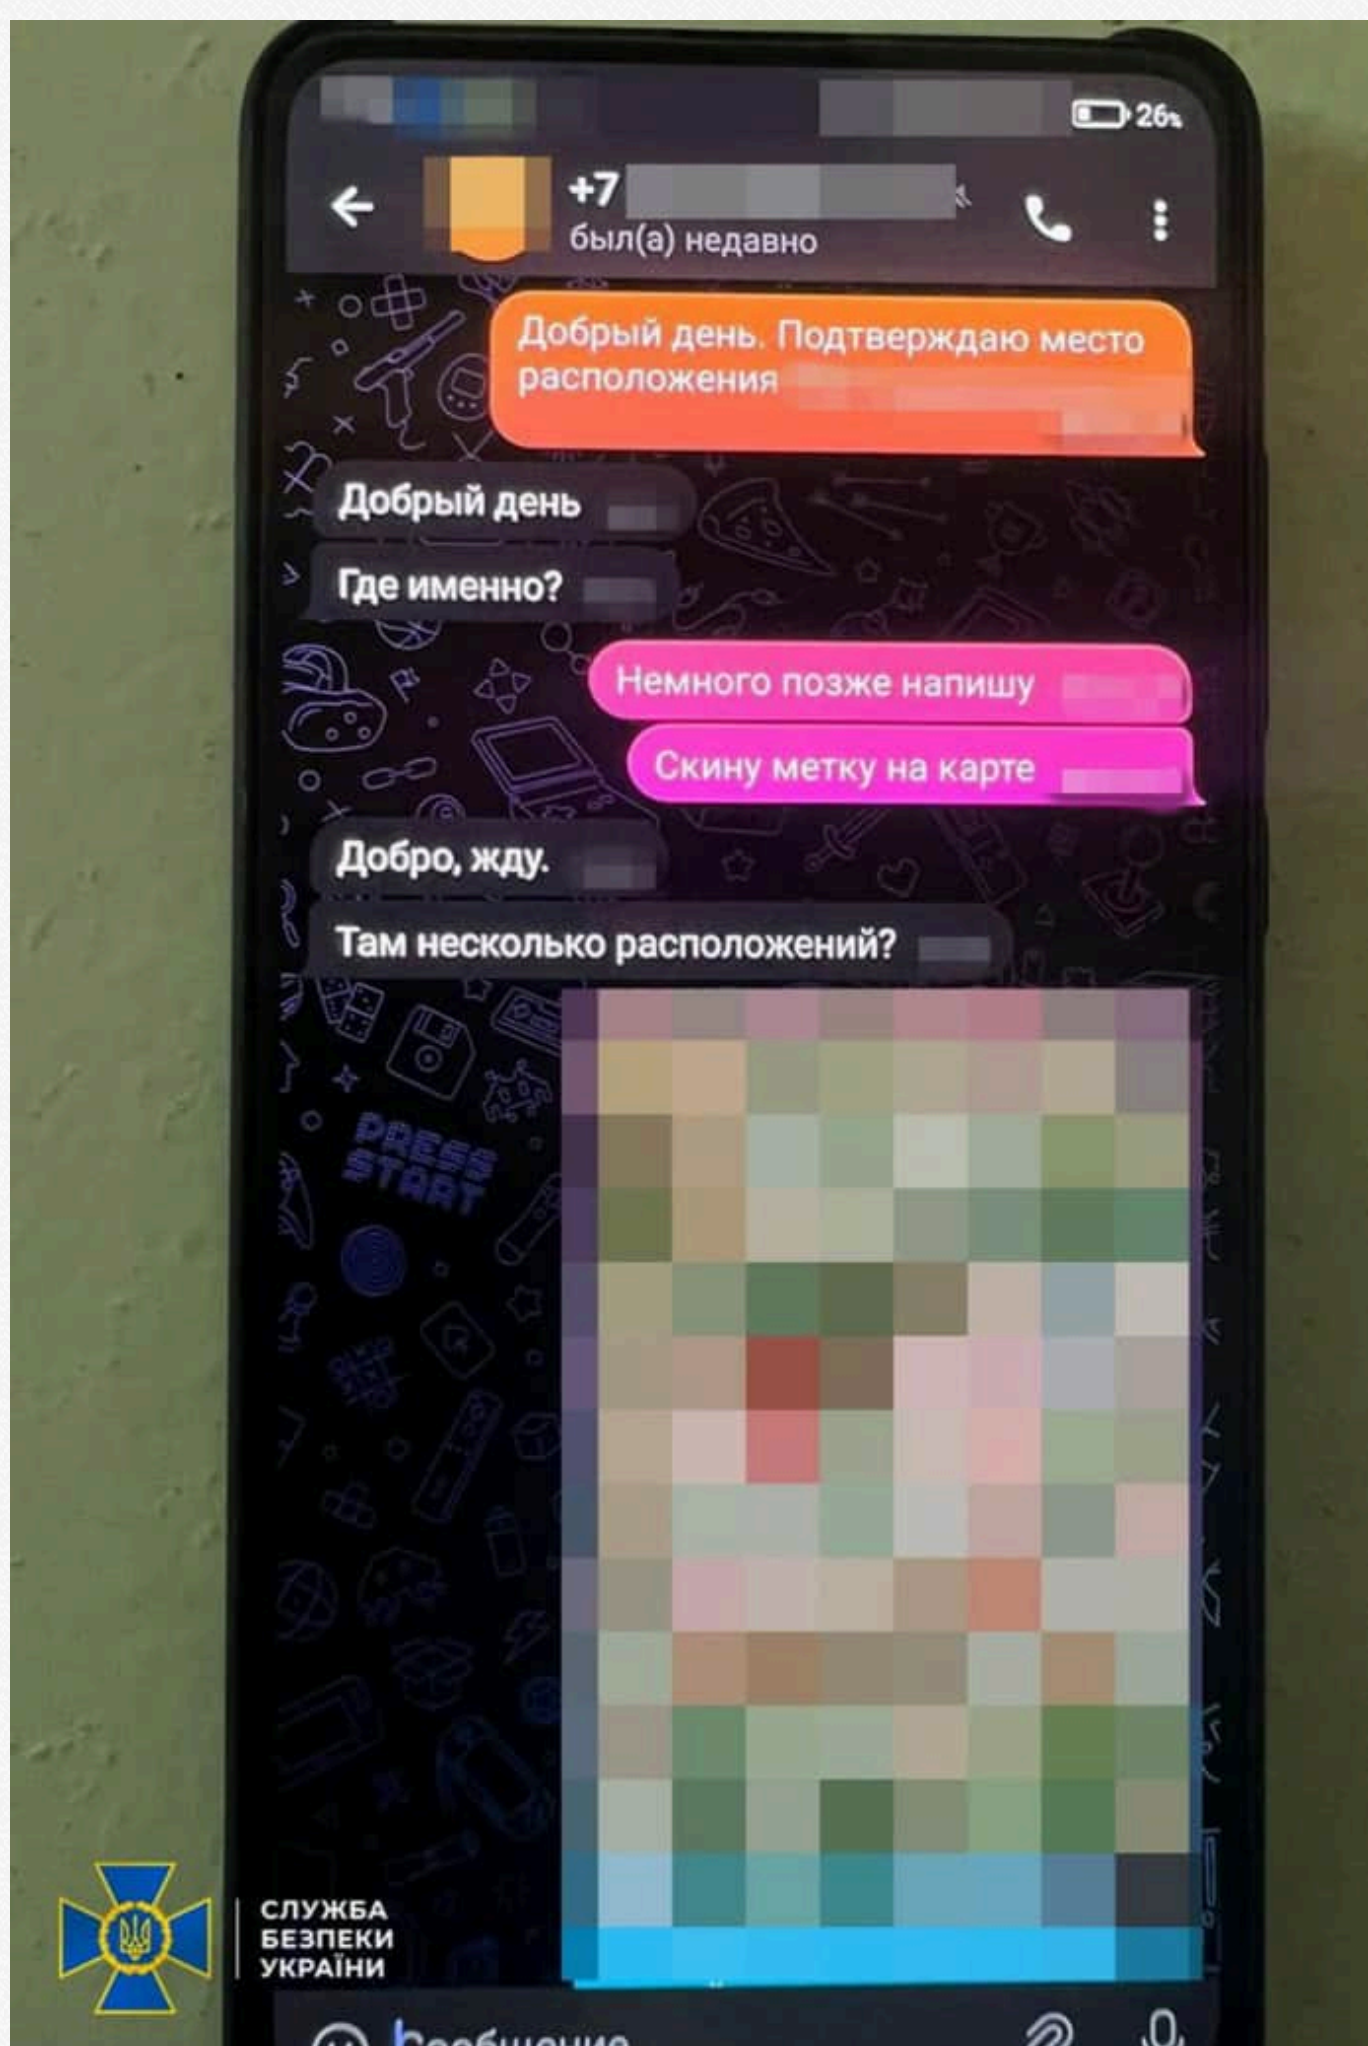 26%
+7
был(а) недавно
Добрый день. Подтверждаю место
расположения
Добрый день
Где именно?
Немного позже напишу
Скину метку на карте
Добро, жду.
Там несколько расположений?
PRESS
START
СЛУЖБА
БЕЗПЕКИ
УКРАЇНИ
Сообщение